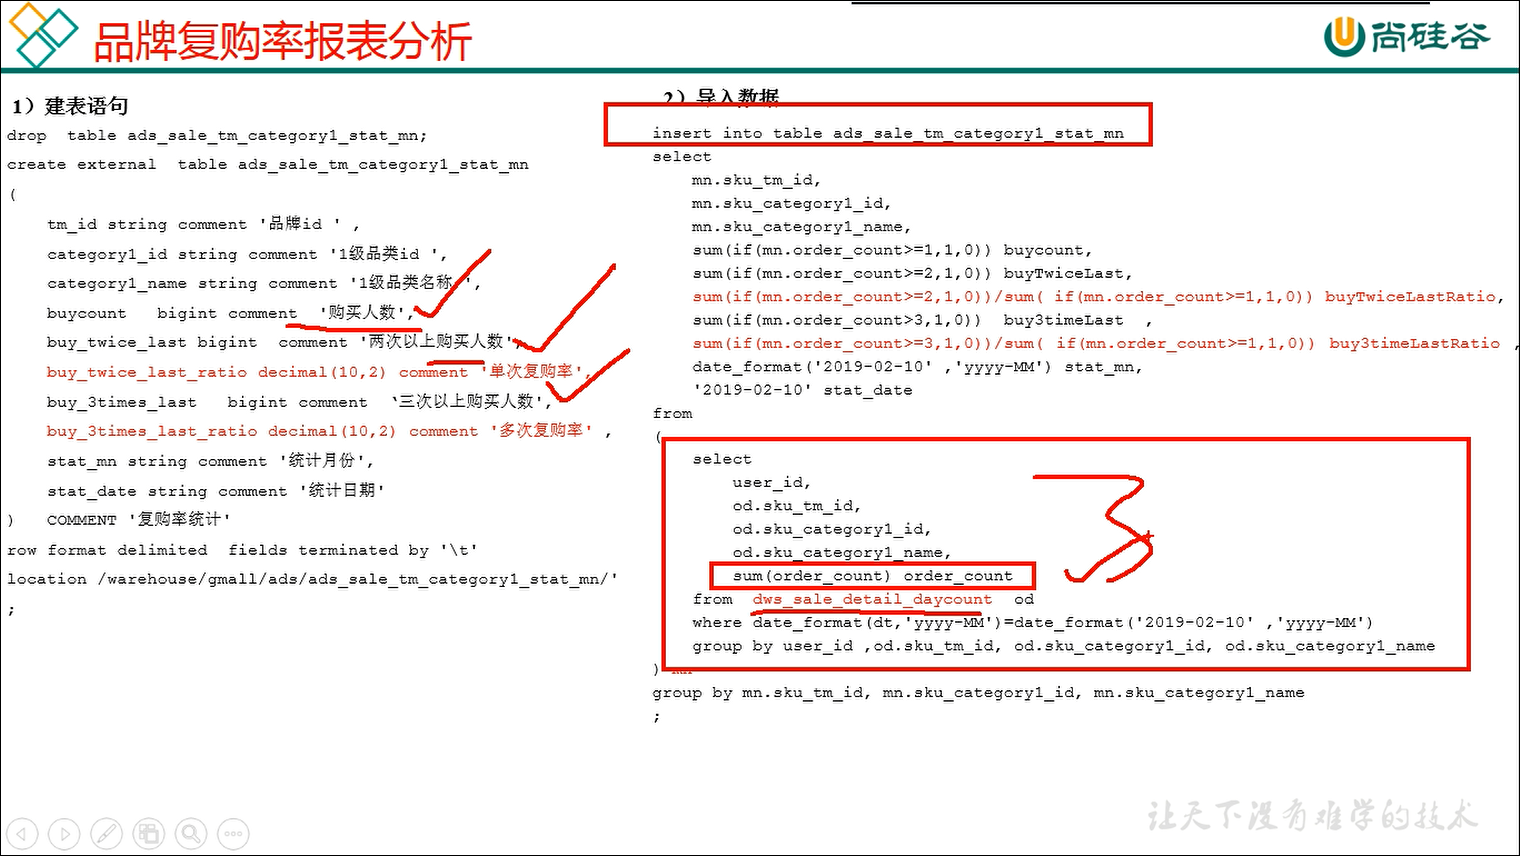 品牌复购率报表分析
尚硅谷
1）建表语句
drop  table ads_sale_tm_category1_stat_mn;
create external  table ads_sale_tm_category1_stat_mn
(
    tm_id string comment '品牌id ' ,
    category1_id string comment '1级品类id ',
    category1_name string comment '1级品类名称 ',
    buycount   bigint comment  '购买人数',
    buy_twice_last bigint  comment '两次以上购买人数',
    buy_twice_last_ratio decimal(10,2) comment '单次复购率',
    buy_3times_last   bigint comment  '三次以上购买人数',
    buy_3times_last_ratio decimal(10,2) comment '多次复购率' ,
    stat_mn string comment '统计月份',
    stat_date string comment '统计日期'
)   COMMENT '复购率统计'
row format delimited  fields terminated by '\t'
location /warehouse/gmall/ads/ads_sale_tm_category1_stat_mn/'
;
2）导入数据
insert into table ads_sale_tm_category1_stat_mn
select
    mn.sku_tm_id,
    mn.sku_category1_id,
    mn.sku_category1_name,
    sum(if(mn.order_count>=1,1,0)) buycount,
    sum(if(mn.order_count>=2,1,0)) buyTwiceLast,
    sum(if(mn.order_count>=2,1,0))/sum( if(mn.order_count>=1,1,0)) buyTwiceLastRatio,
    sum(if(mn.order_count>3,1,0))  buy3timeLast  ,
    sum(if(mn.order_count>=3,1,0))/sum( if(mn.order_count>=1,1,0)) buy3timeLastRatio ,
    date_format('2019-02-10' ,'yyyy-MM') stat_mn,
    '2019-02-10' stat_date
from
(
    select
        user_id,
        od.sku_tm_id,
        od.sku_category1_id,
        od.sku_category1_name,
        sum(order_count) order_count
    from  dws_sale_detail_daycount  od
    where date_format(dt,'yyyy-MM')=date_format('2019-02-10' ,'yyyy-MM')
    group by user_id ,od.sku_tm_id, od.sku_category1_id, od.sku_category1_name
) mn
group by mn.sku_tm_id, mn.sku_category1_id, mn.sku_category1_name
;
让天下没有难学的技术